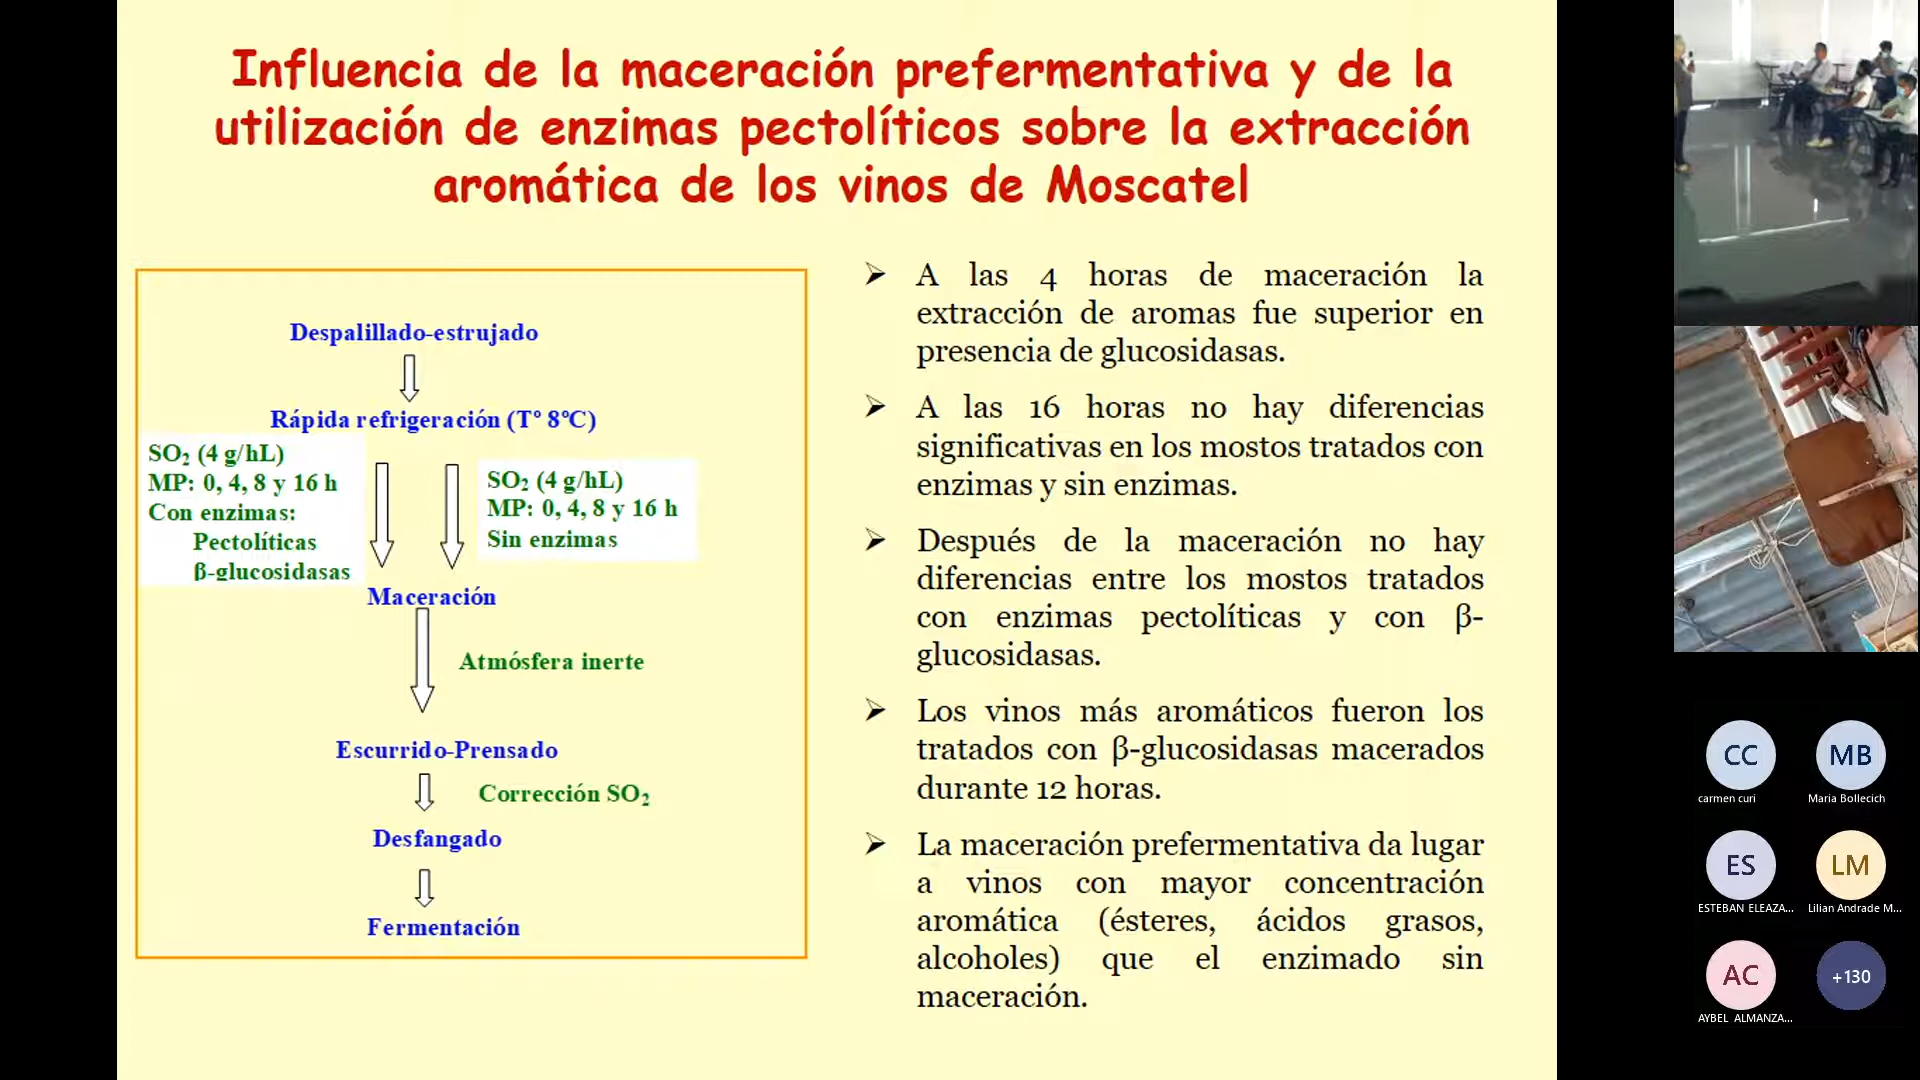 Influencia de la maceración prefermentativa y de la
utilización de enzimas pectolíticos sobre la extracción
aromática de los vinos de Moscatel
Despalillado-estrujado
Rápida refrigeración (Tº 8ºC)
SO₂ (4 g/hL)
MP: 0, 4, 8 y 16 h
Con enzimas:
Pectolíticas
β-glucosidasas
SO₂ (4 g/hL)
MP: 0, 4, 8 y 16 h
Sin enzimas
Maceración
Atmósfera inerte
Escurrido-Prensado
Corrección SO₂
Desfangado
Fermentación
➢ A las 4 horas de maceración la
extracción de aromas fue superior en
presencia de glucosidasas.
➢ A las 16 horas no hay diferencias
significativas en los mostos tratados con
enzimas y sin enzimas.
➢ Después de la maceración no hay
diferencias entre los mostos tratados
con enzimas pectolíticas y con β-
glucosidasas.
➢ Los vinos más aromáticos fueron los
tratados con β-glucosidasas macerados
durante 12 horas.
➢ La maceración prefermentativa da lugar
a vinos con mayor concentración
aromática (ésteres, ácidos grasos,
alcoholes) que el enzimado sin
maceración.
CC
carmen curi
MB
Maria Bollecich
ES
ESTEBAN ELEAZA...
LM
Lilian Andrade M...
AC
AYBEL ALMANZA...
+130